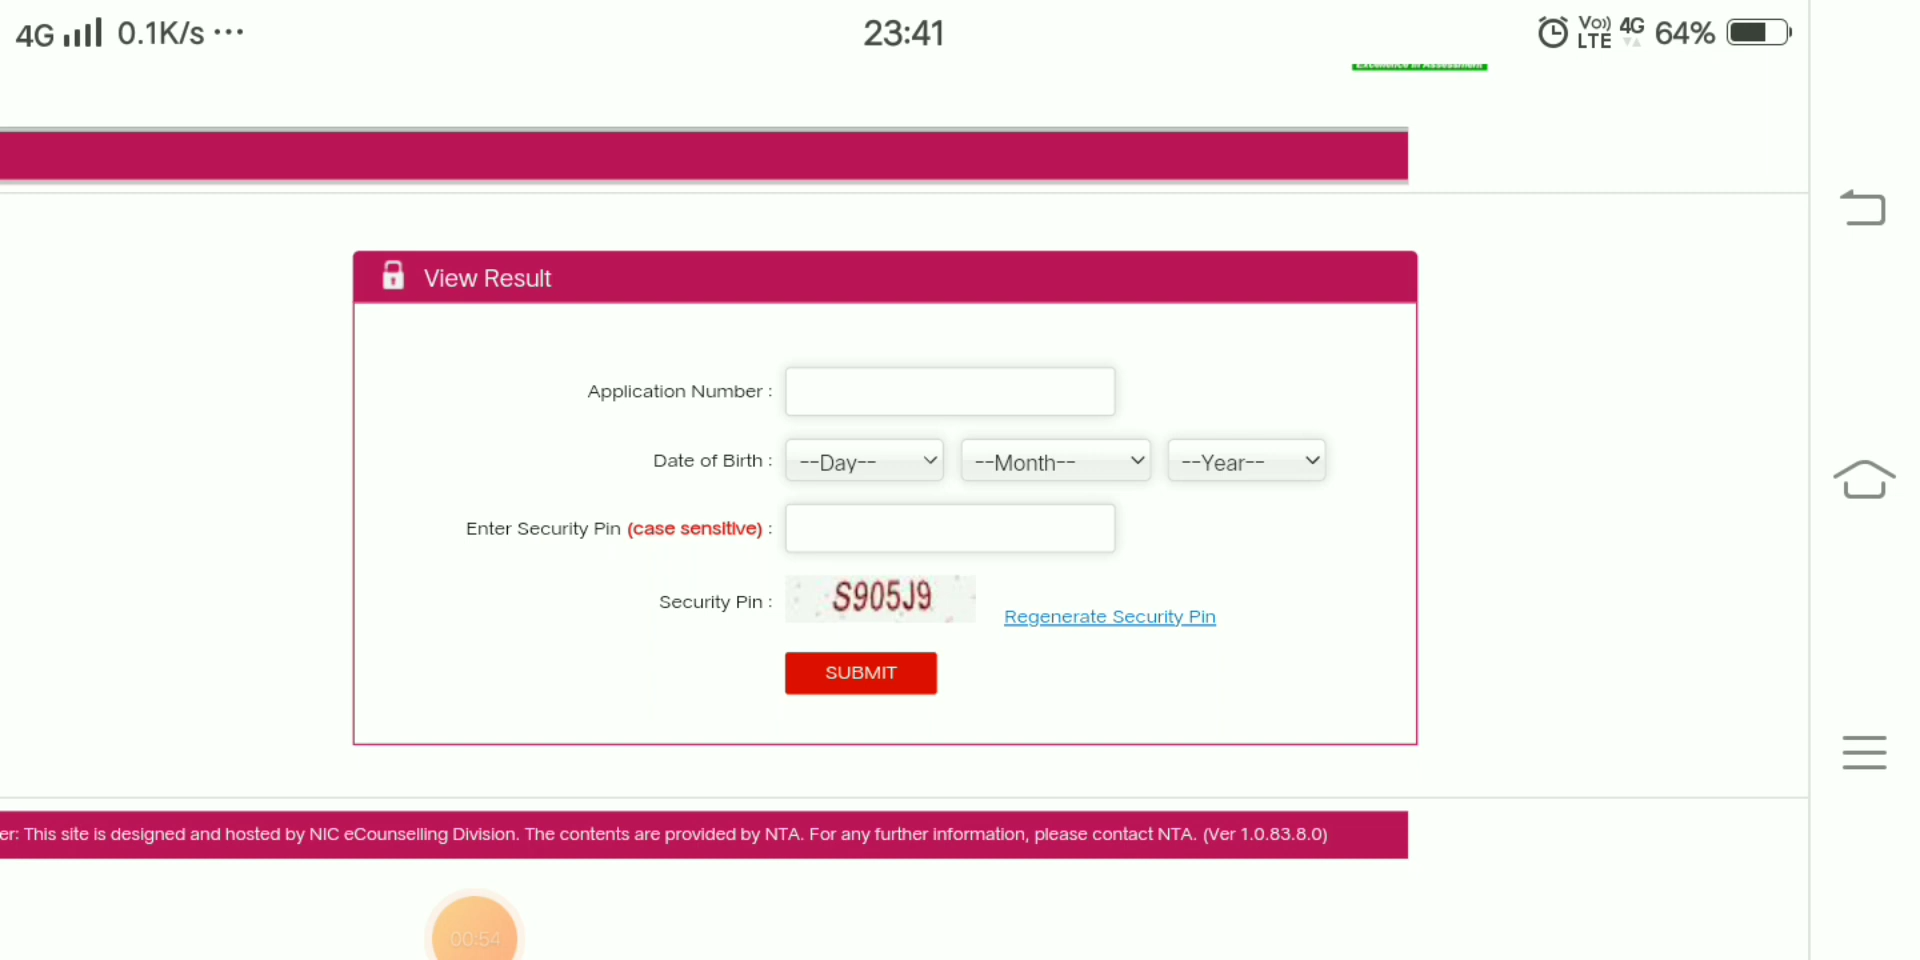 4G 0.1K/s ... 23:41 Vo)) LTE 4G 64%
Excellence in Assessment
View Result
Application Number :
Date of Birth : --Day-- --Month-- --Year--
Enter Security Pin (case sensitive) :
Security Pin : S905J9 Regenerate Security Pin
SUBMIT
er: This site is designed and hosted by NIC eCounselling Division. The contents are provided by NTA. For any further information, please contact NTA. (Ver 1.0.83.8.0)
00:54